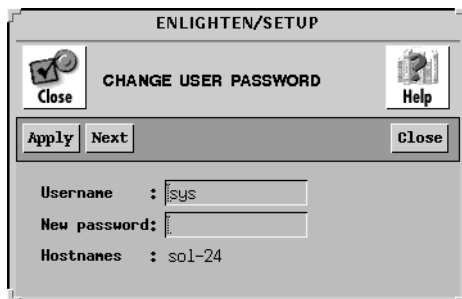 ENLIGHTEN/SETUP
Close
CHANGE USER PASSWORD
Help
Apply Next Close
Username : sys
New password:
Hostnames : sol-24